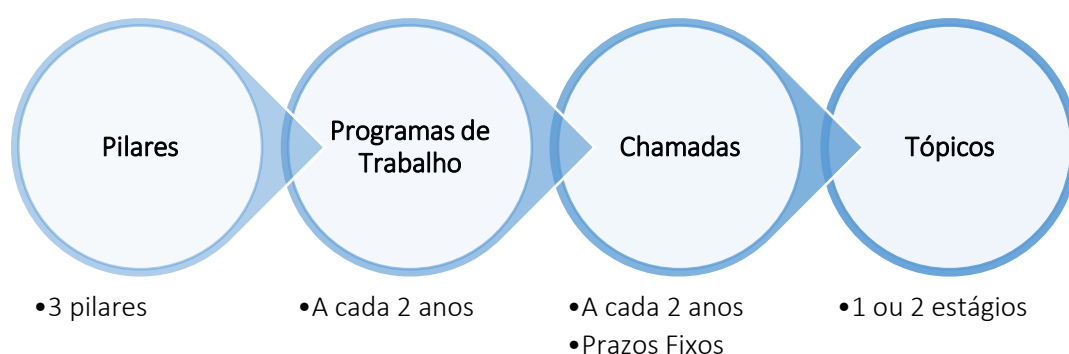 Pilares
Programas de
Trabalho
Chamadas
Tópicos
•3 pilares
•A cada 2 anos
•A cada 2 anos
•Prazos Fixos
•1 ou 2 estágios